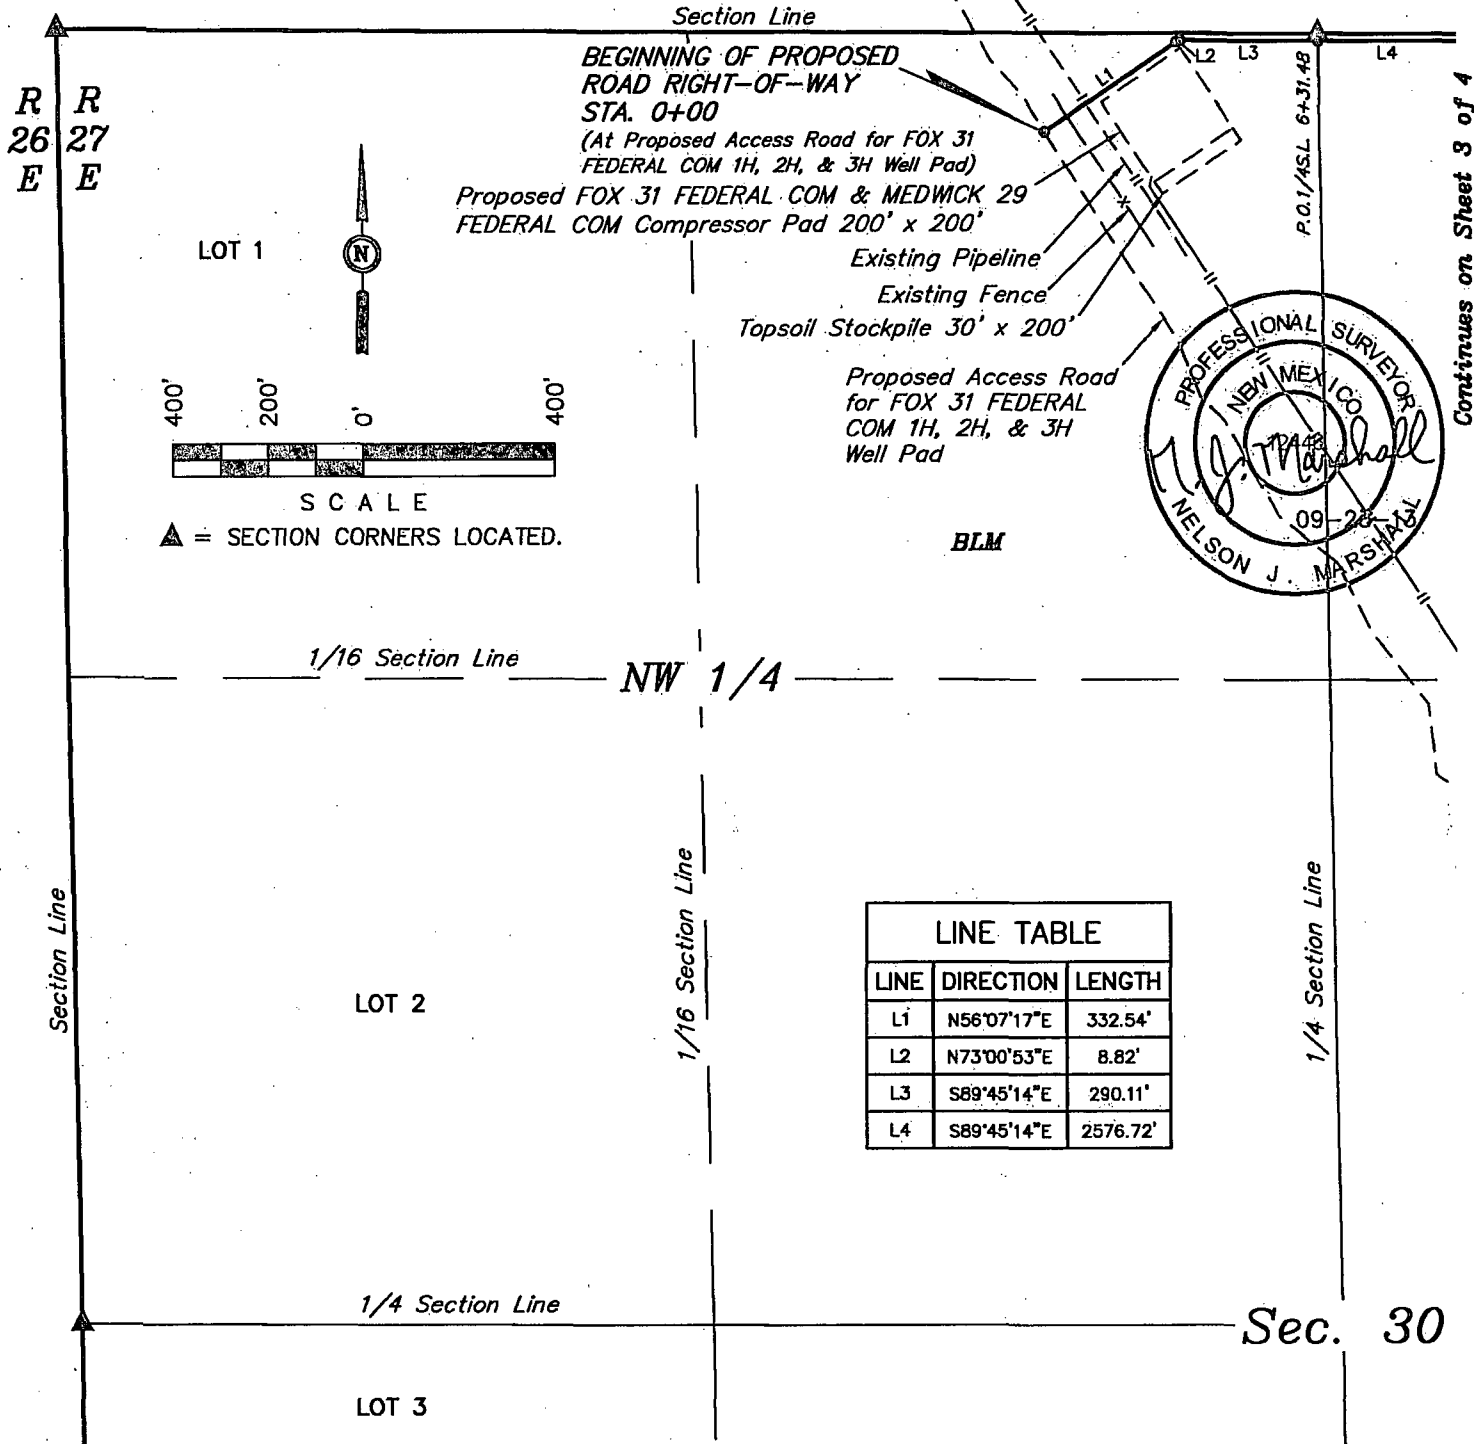 Section Line
BEGINNING OF PROPOSED
ROAD RIGHT-OF-WAY
STA. 0+00
(At Proposed Access Road for FOX 31
FEDERAL COM 1H, 2H, & 3H Well Pad)
Proposed FOX 31 FEDERAL COM & MEDWICK 29
FEDERAL COM Compressor Pad 200' x 200'
Existing Pipeline
Existing Fence
Topsoil Stockpile 30' x 200'
Proposed Access Road
for FOX 31 FEDERAL
COM 1H, 2H, & 3H
Well Pad
R R
26 27
E E
LOT 1
N
L1
L2
L3
L4
P.O.1/4S.L 6+31.48
Continues on Sheet 3 of 4
400'
200'
0'
400'
SCALE
= SECTION CORNERS LOCATED.
BLM
PROFESSIONAL SURVEYOR
NEW MEXICO
N.J. Marshall
NELSON J. MARSHALL
1/16 Section Line
NW 1/4
Section Line
1/16 Section Line
1/4 Section Line
LOT 2
LINE TABLE
LINE DIRECTION LENGTH
L1 N56°07'17"E 332.54'
L2 N73°00'53"E 8.82'
L3 S89°45'14"E 290.11'
L4 S89°45'14"E 2576.72'
1/4 Section Line
Sec. 30
LOT 3